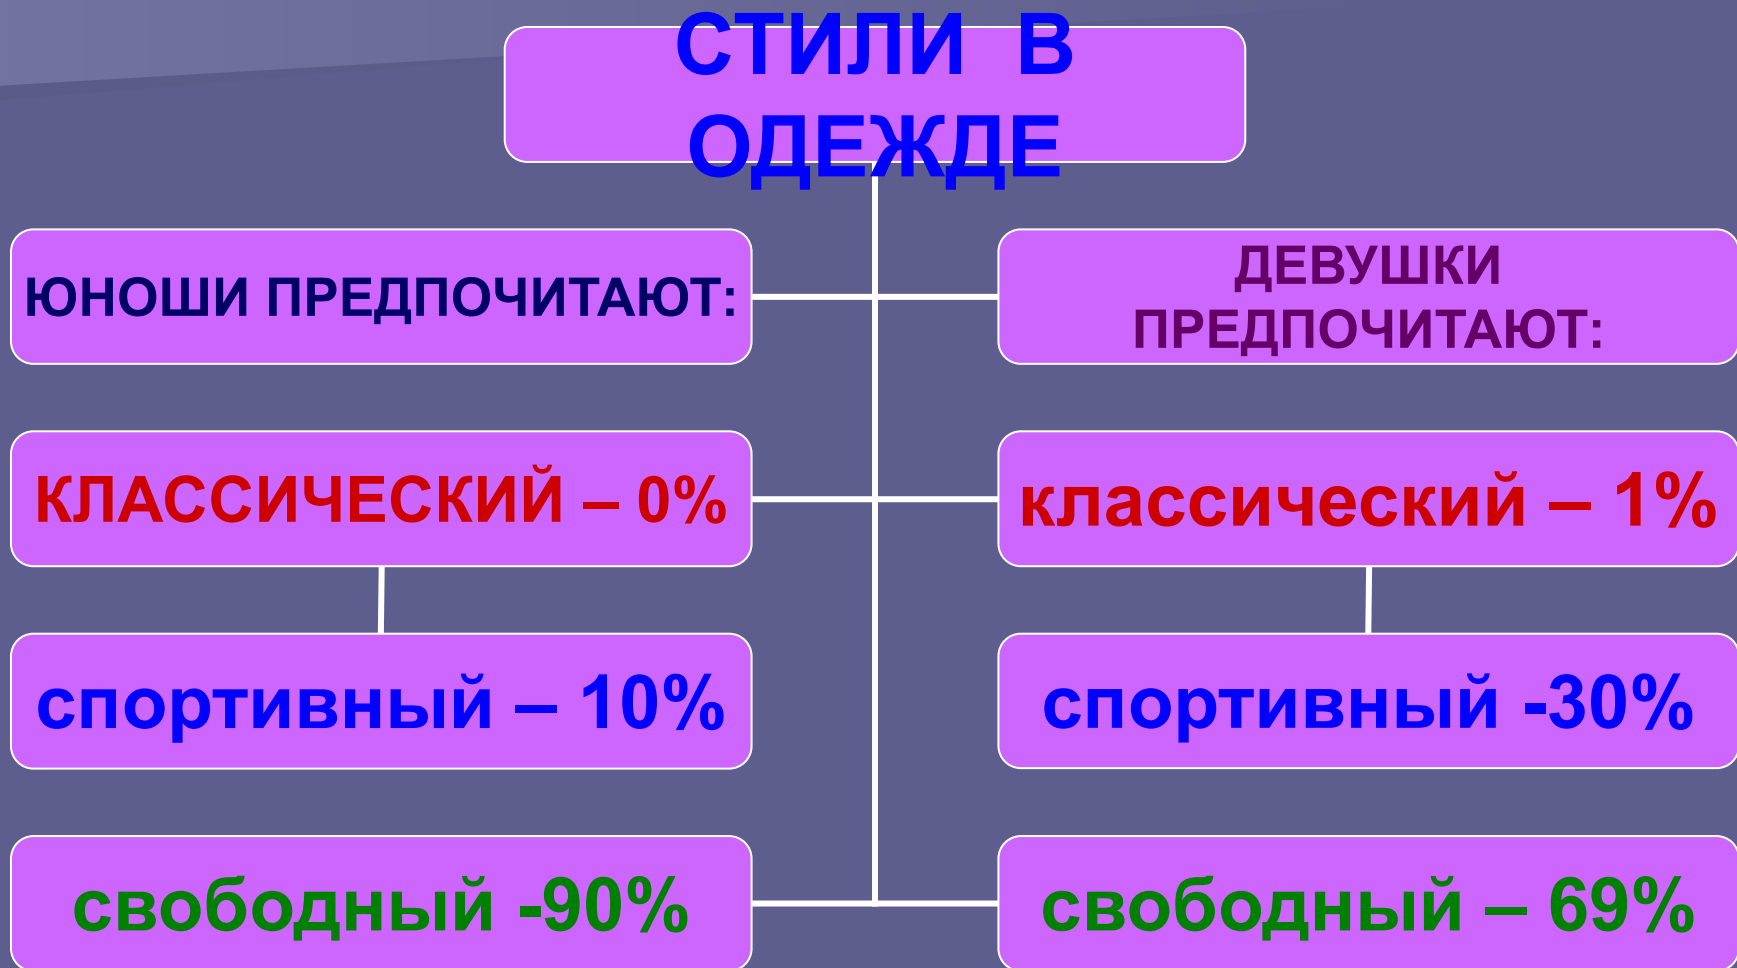 СТИЛИ В
ОДЕЖДЕ
ЮНОШИ ПРЕДПОЧИТАЮТ:
ДЕВУШКИ
ПРЕДПОЧИТАЮТ:
КЛАССИЧЕСКИЙ – 0%
классический – 1%
спортивный – 10%
спортивный -30%
свободный -90%
свободный – 69%